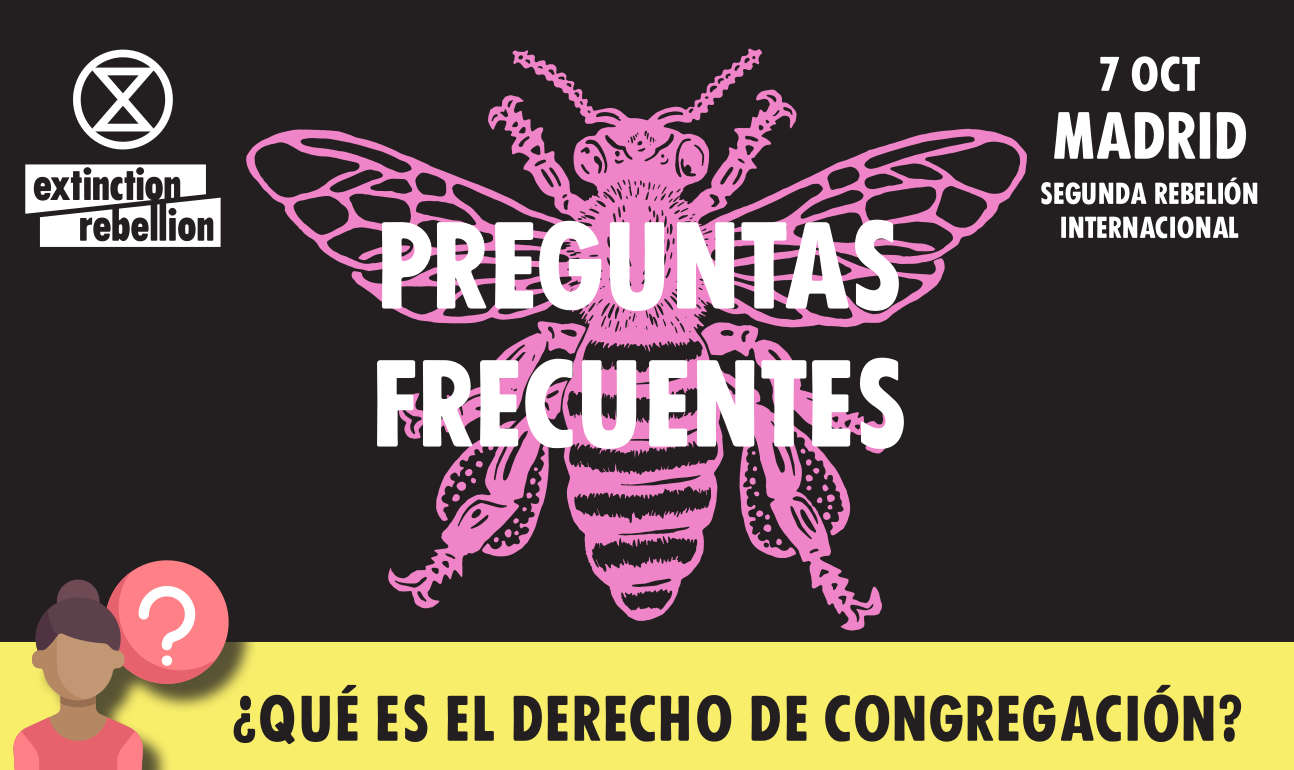 extinction
rebellion
7 OCT
MADRID
SEGUNDA REBELIÓN
INTERNACIONAL
PREGUNTAS
FRECUENTES
?
¿QUÉ ES EL DERECHO DE CONGREGACIÓN?